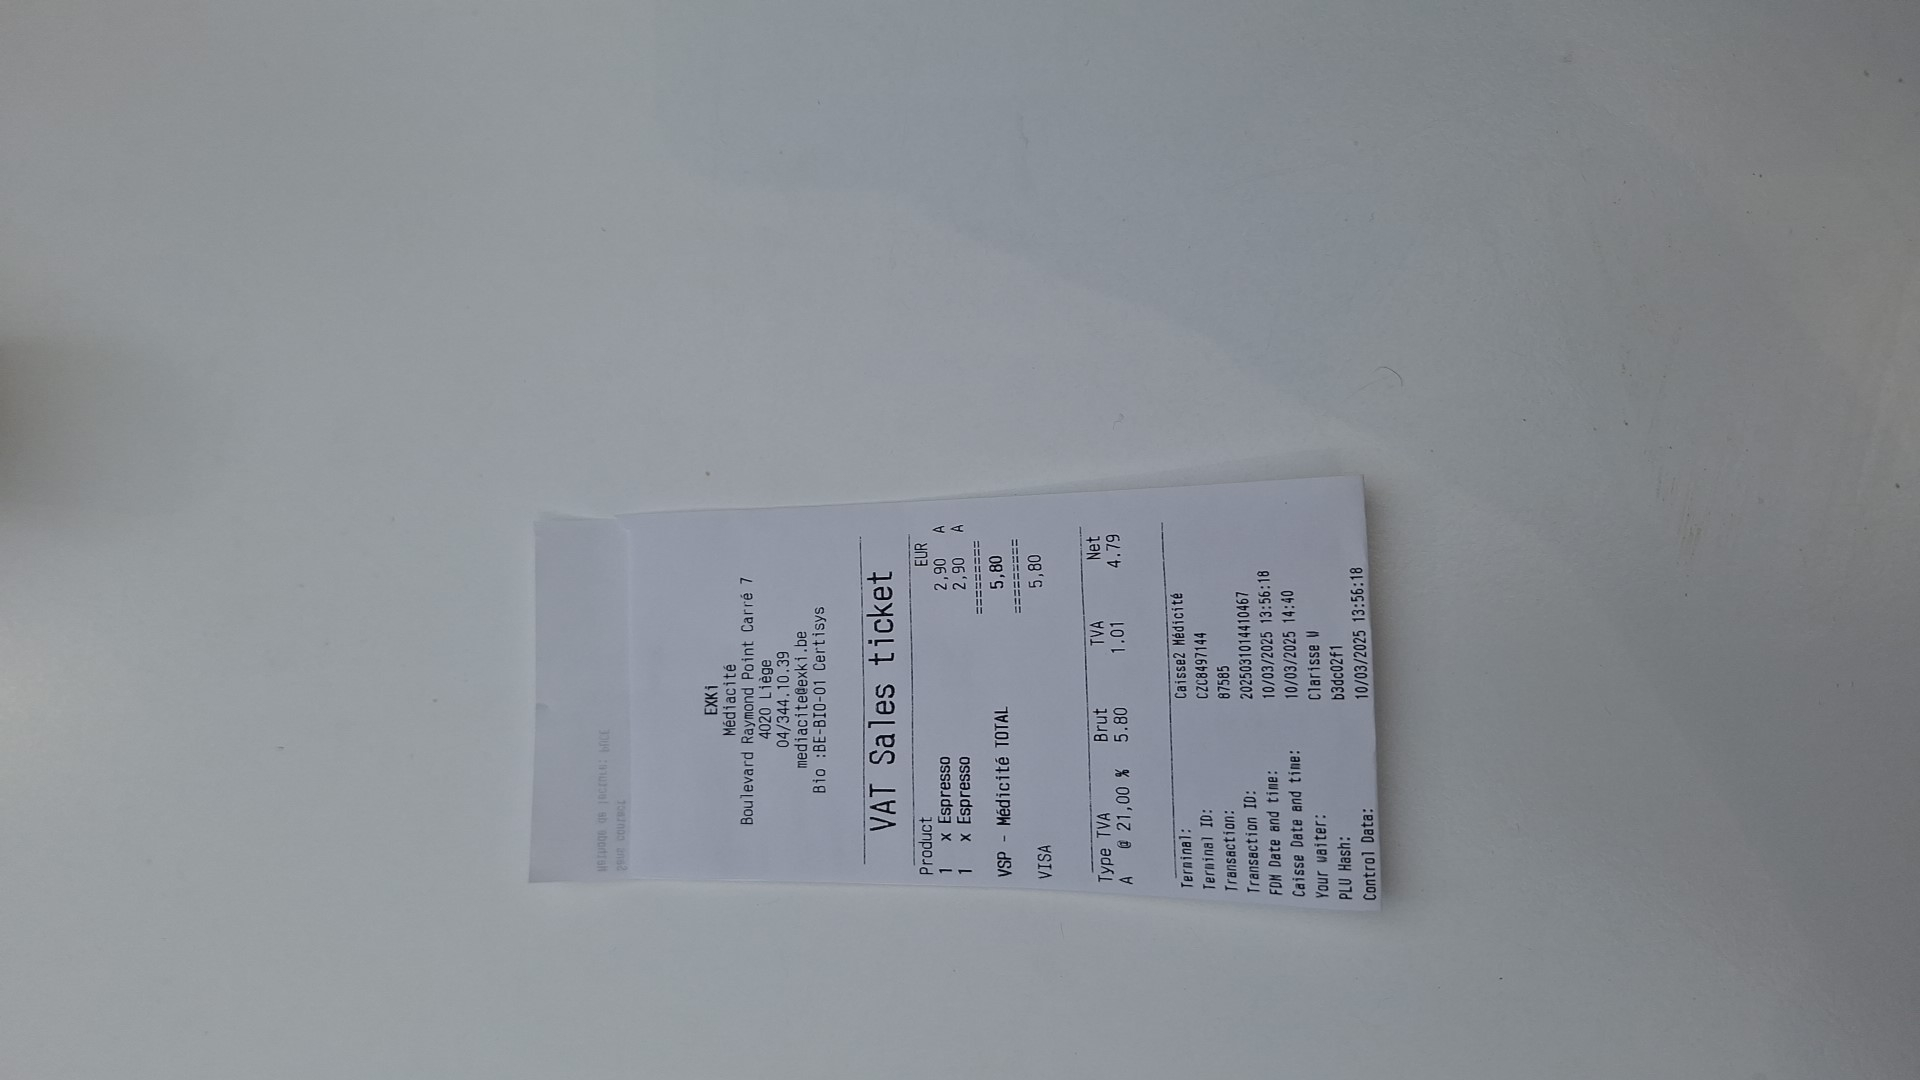 EXKi
Médiacité
Boulevard Raymond Point Carré 7
4020 Liège
04/344.10.39
mediacite@exki.be
Bio :BE-BIO-01 Certisys
VAT Sales ticket
Product EUR
1 x Espresso 2,90 A
1 x Espresso 2,90 A
========
VSP - Médicité TOTAL 5,80
=========
VISA 5,80
Type TVA Brut TVA Net
A @ 21,00 % 5.80 1.01 4.79
Terminal: Caisse2 Médicité
Terminal ID: CZC8497144
Transaction: 87585
Transaction ID: 202503101441046​7
FDM Date and time: 10/03/2025 13:56:18
Caisse Date and time: 10/03/2025 14:40
Your waiter: Clarisse W
PLU Hash: b3dc02f1
Control Data: 10/03/2025 13:56:18